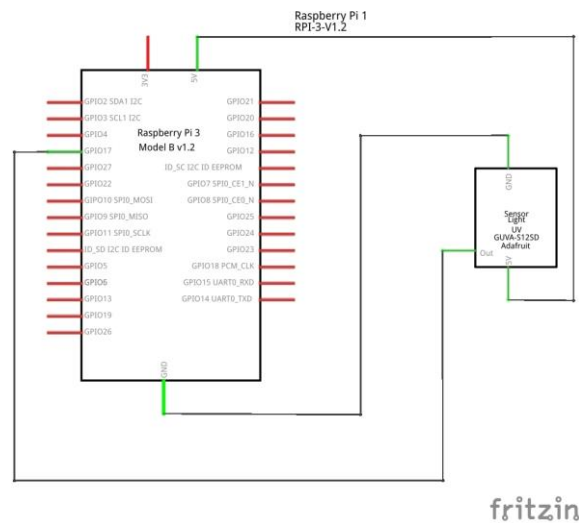 Raspberry Pi 1
RPI-3-V1.2
3V3
5V
Raspberry Pi 3
Model B v1.2
GPIO2 SDA1 I2C
GPIO3 SCL1 I2C
GPIO4
GPIO17
GPIO27
GPIO22
GIPO10 SPI0_MOSI
GPIO9 SPI0_MISO
GPIO11 SPI0_SCLK
ID_SD I2C ID EEPROM
GPIO5
GPIO6
GPIO13
GPIO19
GPIO26
GPIO21
GPIO20
GPIO16
GPIO12
ID_SC I2C ID EEPROM
GPIO7 SPI0_CE1_N
GPIO8 SPI0_CE0_N
GPIO25
GPIO24
GPIO23
GPIO18 PCM_CLK
GPIO15 UART0_RXD
GPIO14 UART0_TXD
GND
GND
Sensor
Light
UV
GUVA-S12SD
Adafruit
Out
5V
fritzin